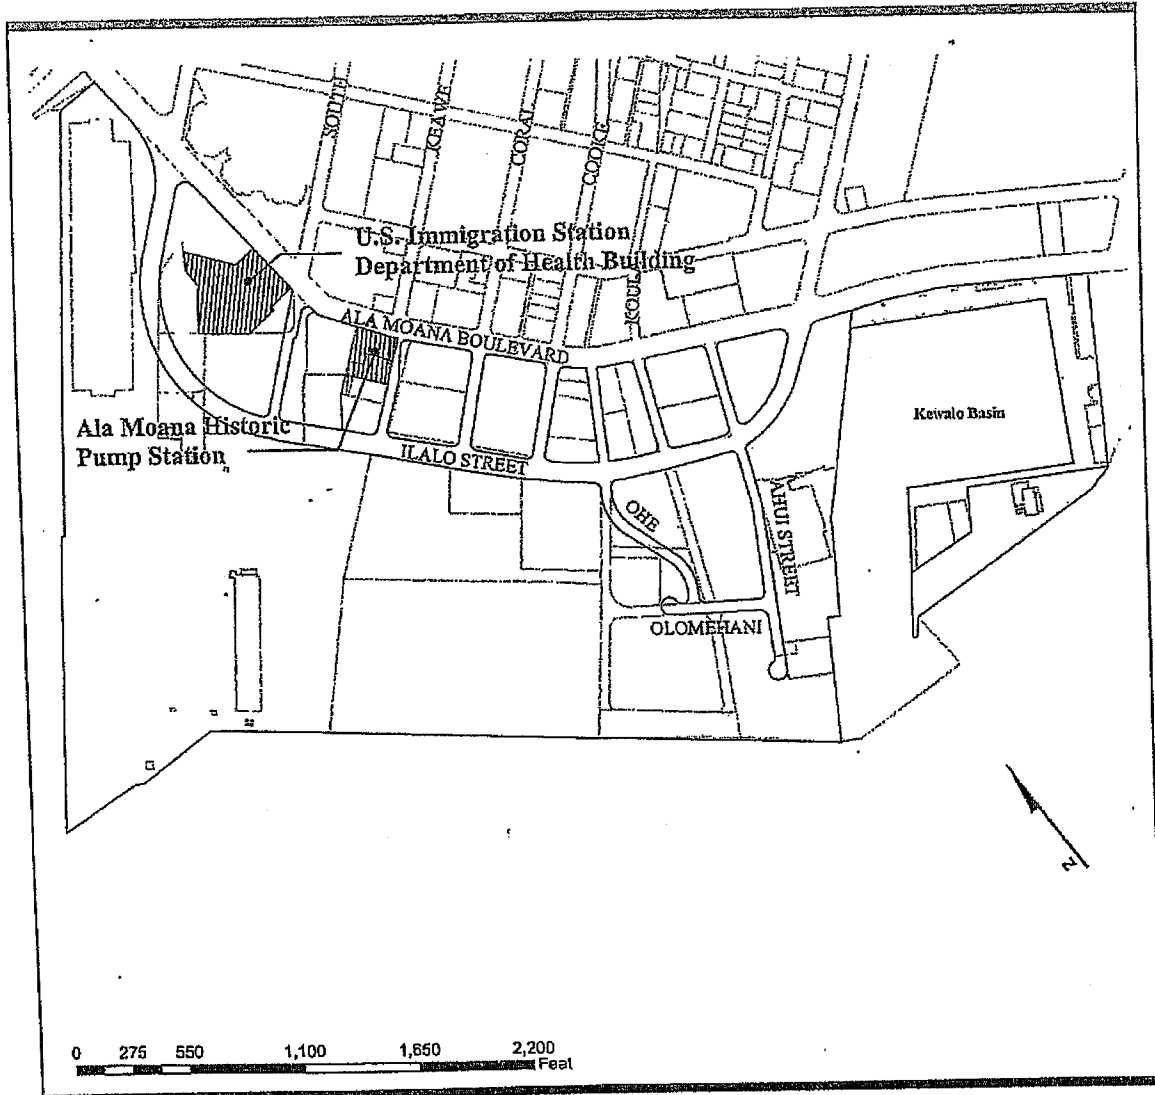 SOUTH
KEAWE
CORAL
COOKE
KOULA
U.S. Immigration Station
Department of Health Building
ALA MOANA BOULEVARD
Kewalo Basin
Ala Moana Historic
Pump Station
ILALO STREET
AHUI STREET
OHE
OLOMEHANI
N
0 275 550 1,100 1,650 2,200
Feet